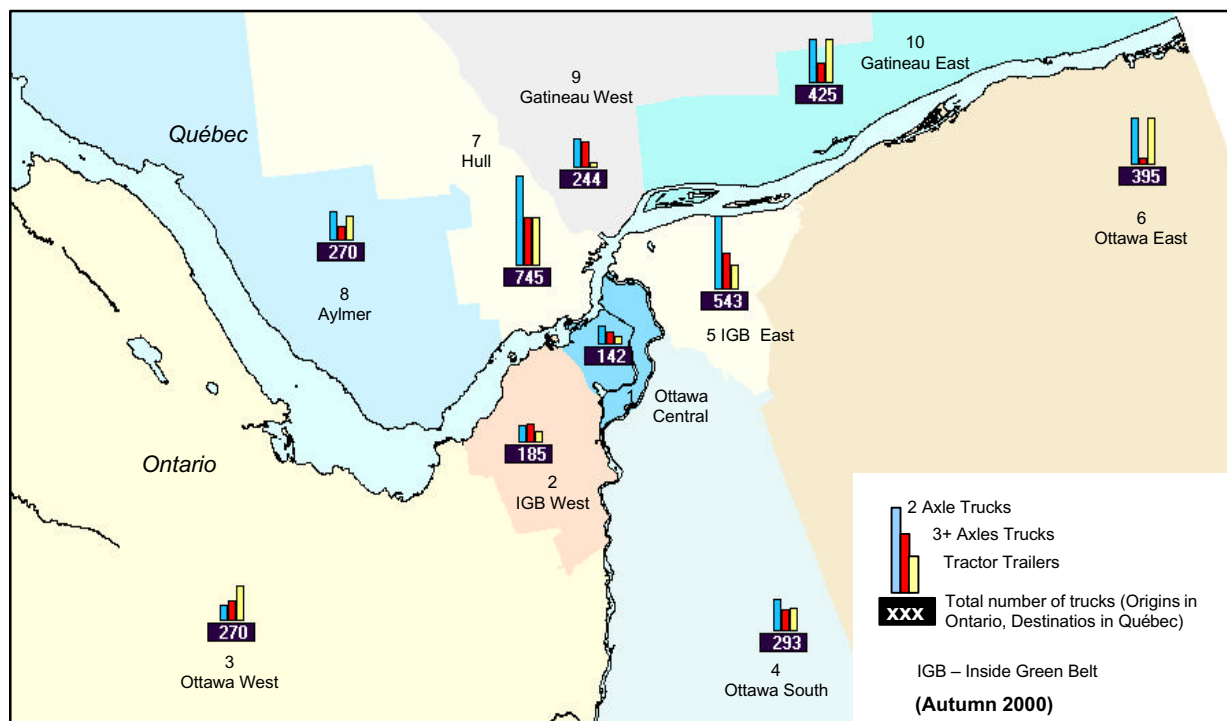 10
Gatineau East
425
9
Gatineau West
244
Québec
7
Hull
745
395
6
Ottawa East
270
8
Aylmer
543
5 IGB East
142
1 Ottawa
Central
185
2
IGB West
Ontario
270
3
Ottawa West
293
4
Ottawa South
2 Axle Trucks
3+ Axles Trucks
Tractor Trailers
xxx
Total number of trucks (Origins in
Ontario, Destinatios in Québec)
IGB – Inside Green Belt
(Autumn 2000)